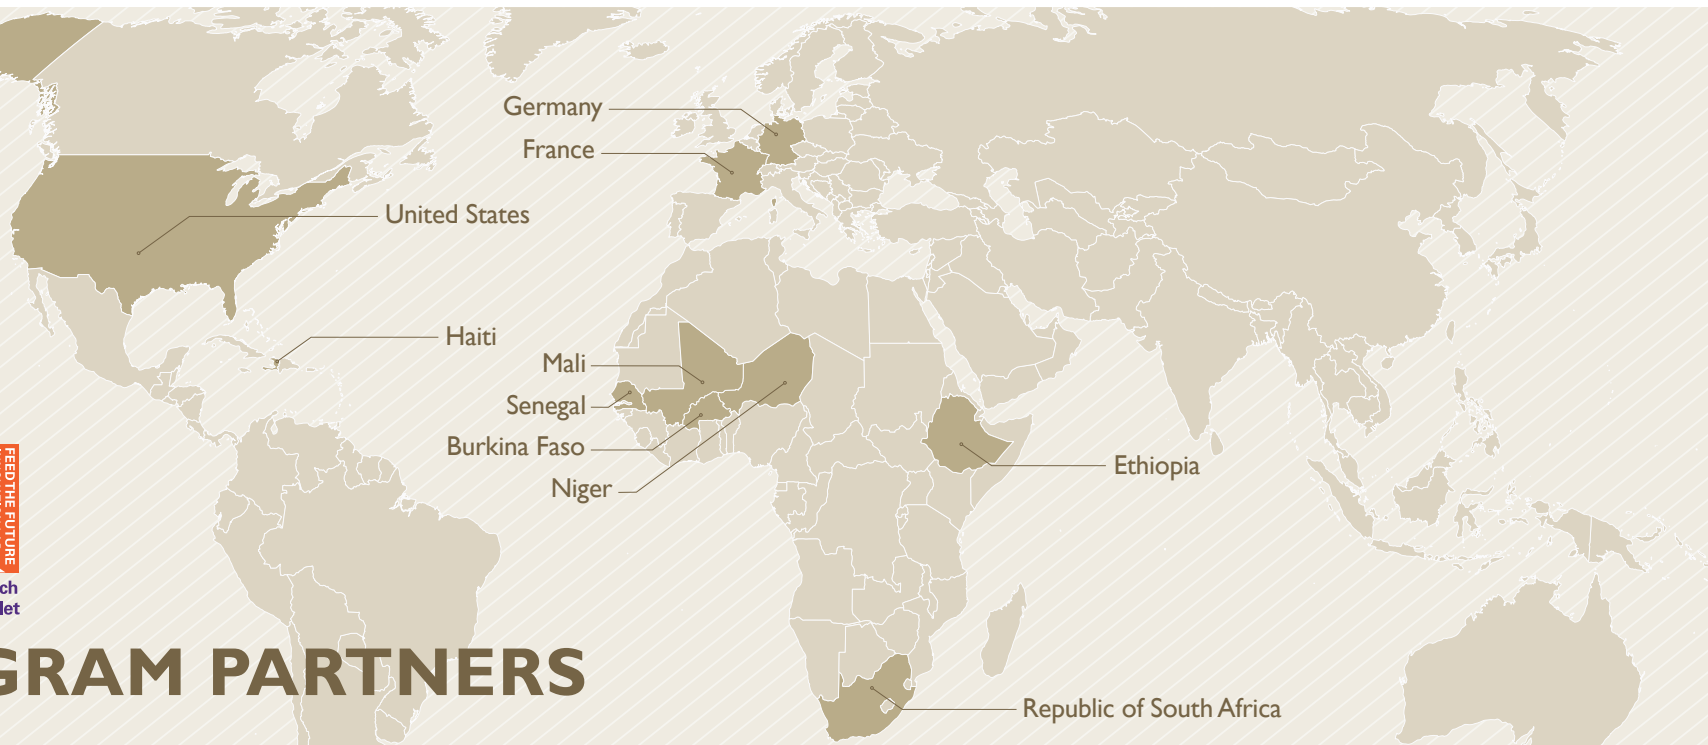 Germany
France
United States
Haiti
Mali
Senegal
Burkina Faso
Niger
Ethiopia
FEED THE FUTURE
ch
let
GRAM PARTNERS
Republic of South Africa